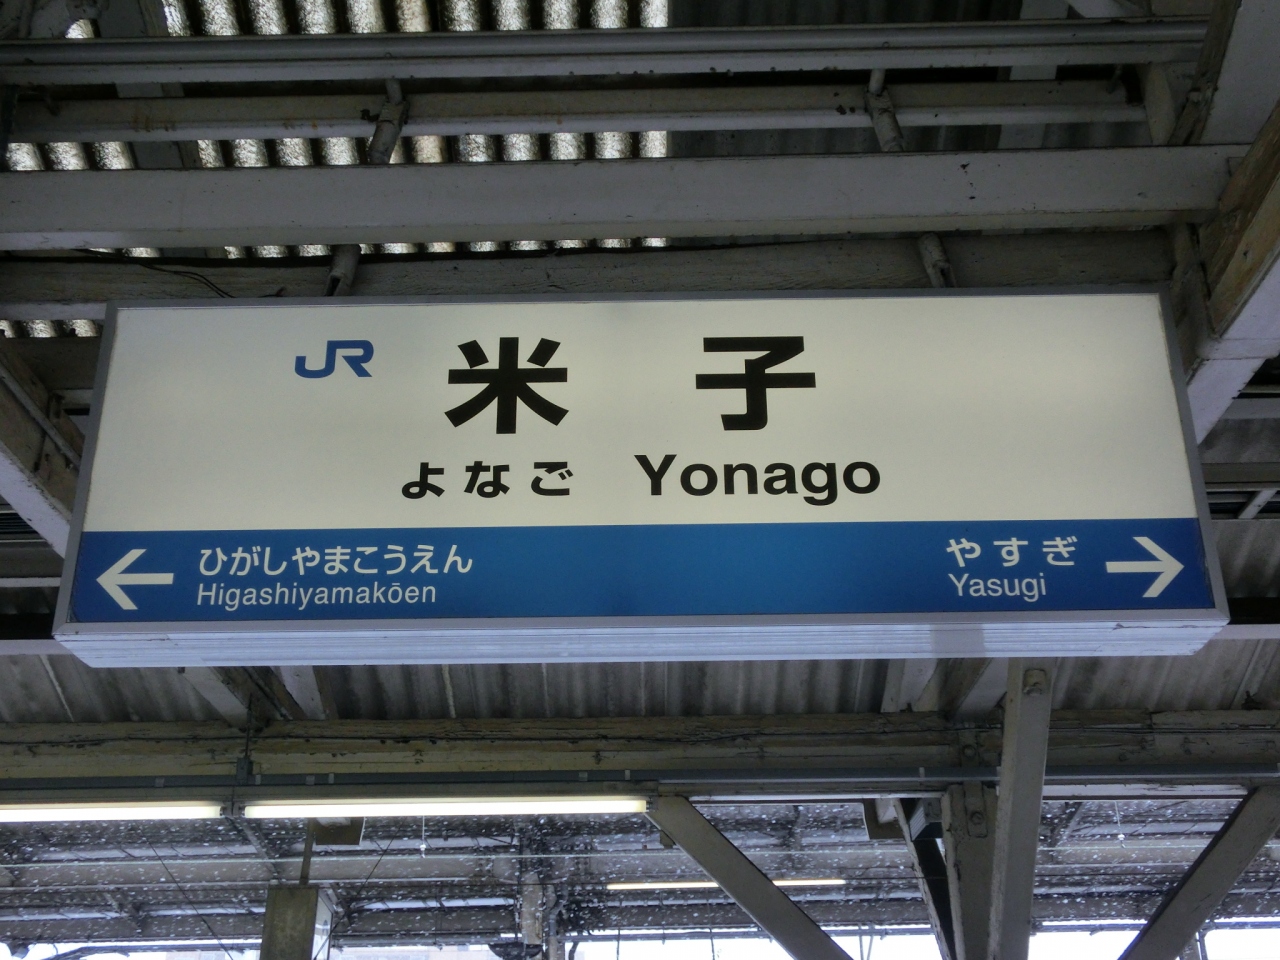 JR 米子
よなご Yonago
← ひがしやまこうえん
Higashiyamakōen
やすぎ →
Yasugi